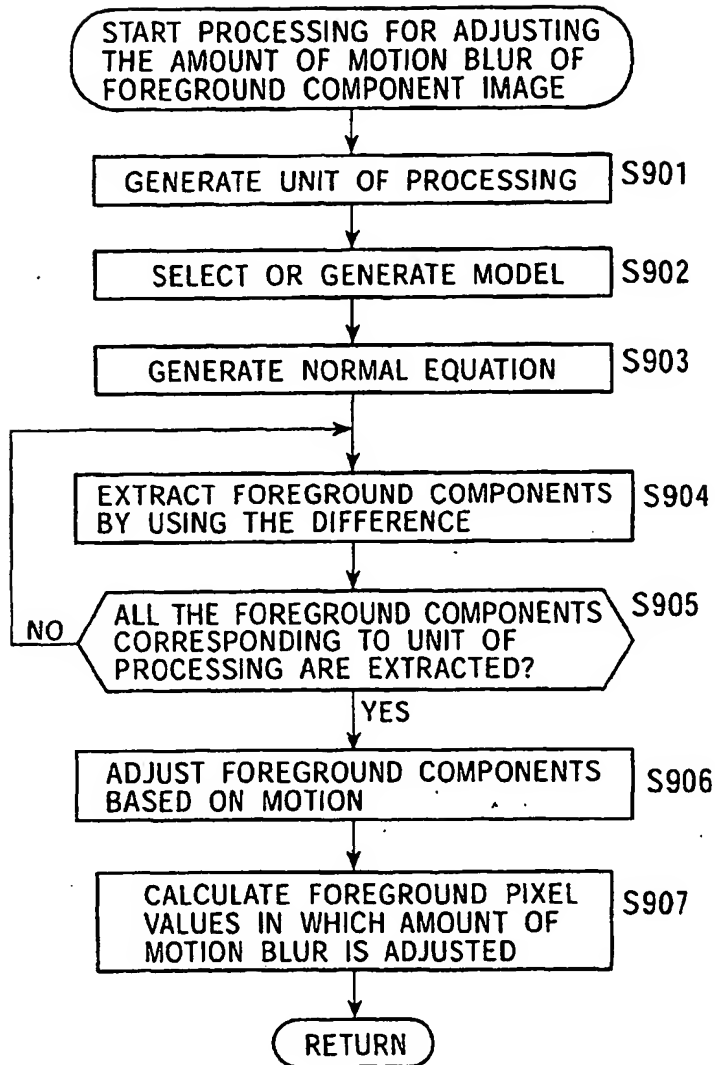 START PROCESSING FOR ADJUSTING
THE AMOUNT OF MOTION BLUR OF
FOREGROUND COMPONENT IMAGE
GENERATE UNIT OF PROCESSING
S901
SELECT OR GENERATE MODEL
S902
GENERATE NORMAL EQUATION
S903
EXTRACT FOREGROUND COMPONENTS
BY USING THE DIFFERENCE
S904
ALL THE FOREGROUND COMPONENTS
CORRESPONDING TO UNIT OF
PROCESSING ARE EXTRACTED?
S905
NO
YES
ADJUST FOREGROUND COMPONENTS
BASED ON MOTION
S906
CALCULATE FOREGROUND PIXEL
VALUES IN WHICH AMOUNT OF
MOTION BLUR IS ADJUSTED
S907
RETURN